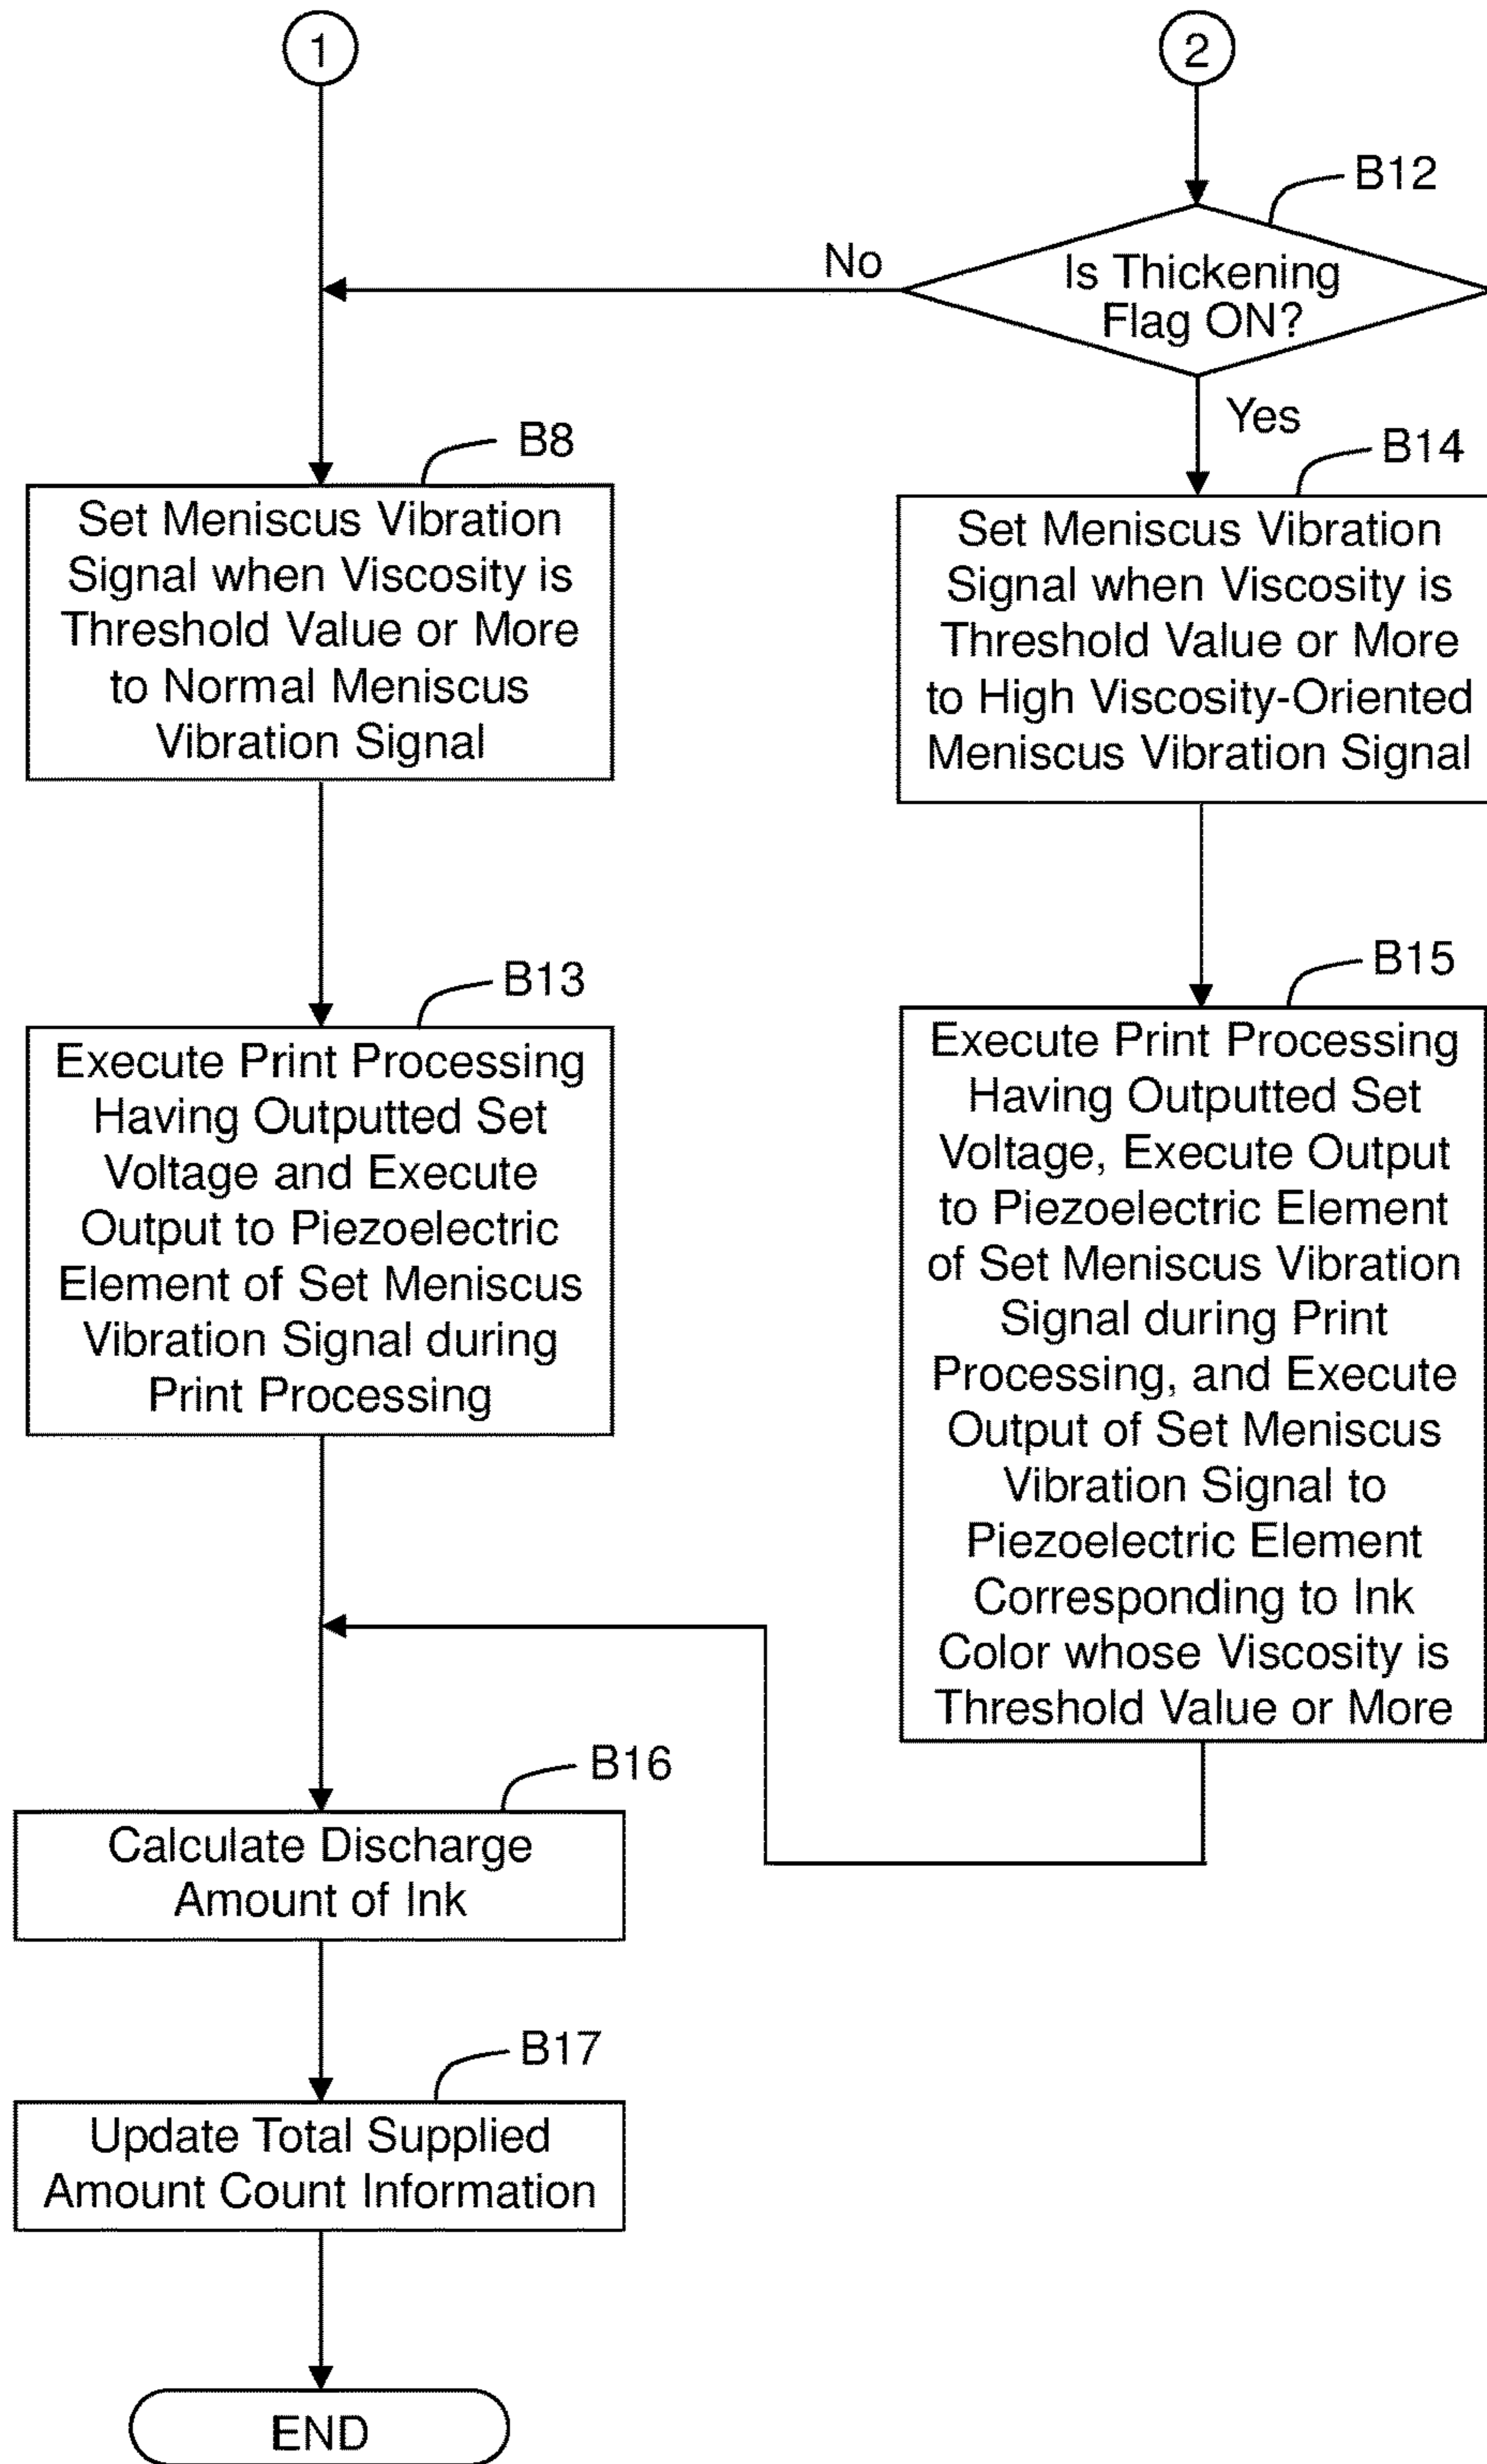 1
2
B12
No
Is Thickening
Flag ON?
Yes
B8
B14
Set Meniscus Vibration
Signal when Viscosity is
Threshold Value or More
to Normal Meniscus
Vibration Signal
Set Meniscus Vibration
Signal when Viscosity is
Threshold Value or More
to High Viscosity-Oriented
Meniscus Vibration Signal
B13
B15
Execute Print Processing
Having Outputted Set
Voltage and Execute
Output to Piezoelectric
Element of Set Meniscus
Vibration Signal during
Print Processing
Execute Print Processing
Having Outputted Set
Voltage, Execute Output
to Piezoelectric Element
of Set Meniscus Vibration
Signal during Print
Processing, and Execute
Output of Set Meniscus
Vibration Signal to
Piezoelectric Element
Corresponding to Ink
Color whose Viscosity is
Threshold Value or More
B16
Calculate Discharge
Amount of Ink
B17
Update Total Supplied
Amount Count Information
END